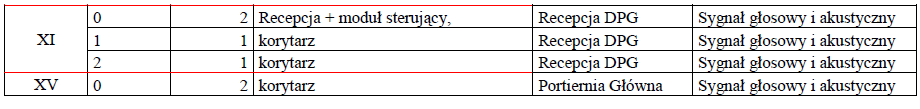 XI 0 2 Recepcja + moduł sterujący, Recepcja DPG Sygnał głosowy i akustyczny
1 1 korytarz Recepcja DPG Sygnał głosowy i akustyczny
2 1 korytarz Recepcja DPG Sygnał głosowy i akustyczny
XV 0 2 korytarz Portiernia Główna Sygnał głosowy i akustyczny